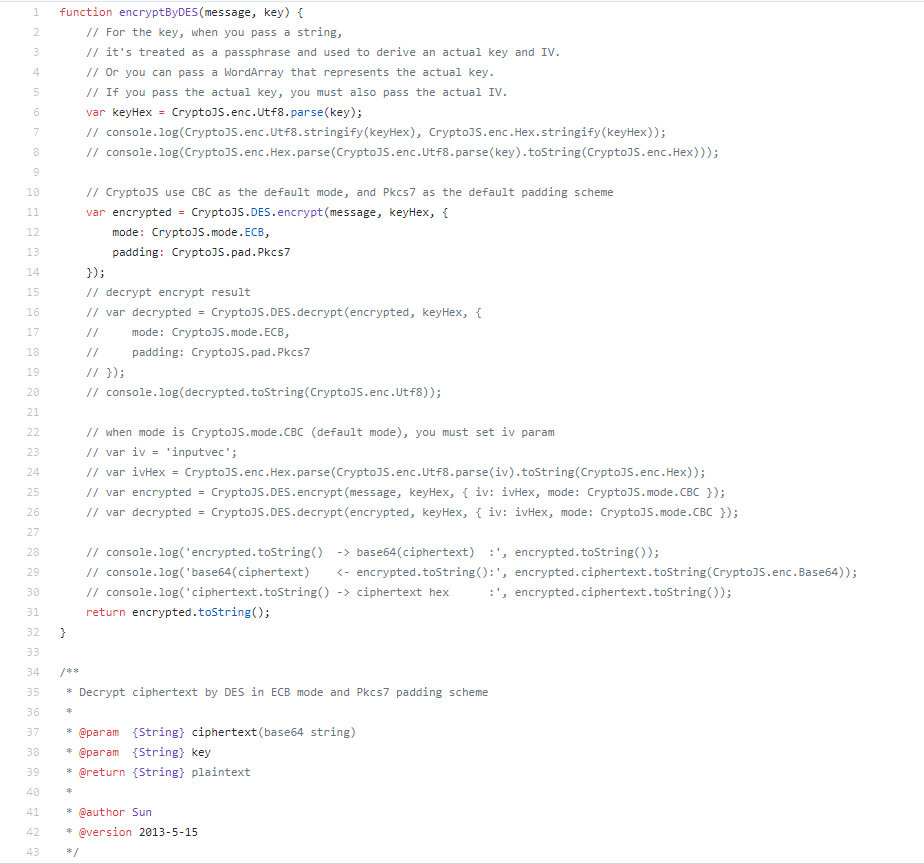 1 function encryptByDES(message, key) {
2 // For the key, when you pass a string,
3 // it's treated as a passphrase and used to derive an actual key and IV.
4 // Or you can pass a WordArray that represents the actual key.
5 // If you pass the actual key, you must also pass the actual IV.
6 var keyHex = CryptoJS.enc.Utf8.parse(key);
7 // console.log(CryptoJS.enc.Utf8.stringify(keyHex), CryptoJS.enc.Hex.stringify(keyHex));
8 // console.log(CryptoJS.enc.Hex.parse(CryptoJS.enc.Utf8.parse(key).toString(CryptoJS.enc.Hex)));
9
10 // CryptoJS use CBC as the default mode, and Pkcs7 as the default padding scheme
11 var encrypted = CryptoJS.DES.encrypt(message, keyHex, {
12 mode: CryptoJS.mode.ECB,
13 padding: CryptoJS.pad.Pkcs7
14 });
15 // decrypt encrypt result
16 // var decrypted = CryptoJS.DES.decrypt(encrypted, keyHex, {
17 //     mode: CryptoJS.mode.ECB,
18 //     padding: CryptoJS.pad.Pkcs7
19 // });
20 // console.log(decrypted.toString(CryptoJS.enc.Utf8));
21
22 // when mode is CryptoJS.mode.CBC (default mode), you must set iv param
23 // var iv = 'inputvec';
24 // var ivHex = CryptoJS.enc.Hex.parse(CryptoJS.enc.Utf8.parse(iv).toString(CryptoJS.enc.Hex));
25 // var encrypted = CryptoJS.DES.encrypt(message, keyHex, { iv: ivHex, mode: CryptoJS.mode.CBC });
26 // var decrypted = CryptoJS.DES.decrypt(encrypted, keyHex, { iv: ivHex, mode: CryptoJS.mode.CBC });
27
28 // console.log('encrypted.toString()  -> base64(ciphertext)  :', encrypted.toString());
29 // console.log('base64(ciphertext)    <- encrypted.toString():', encrypted.ciphertext.toString(CryptoJS.enc.Base64));
30 // console.log('ciphertext.toString() -> ciphertext hex      :', encrypted.ciphertext.toString());
31 return encrypted.toString();
32 }
33
34 /**
35 * Decrypt ciphertext by DES in ECB mode and Pkcs7 padding scheme
36 *
37 * @param  {String} ciphertext(base64 string)
38 * @param  {String} key
39 * @return {String} plaintext
40 *
41 * @author Sun
42 * @version 2013-5-15
43 */